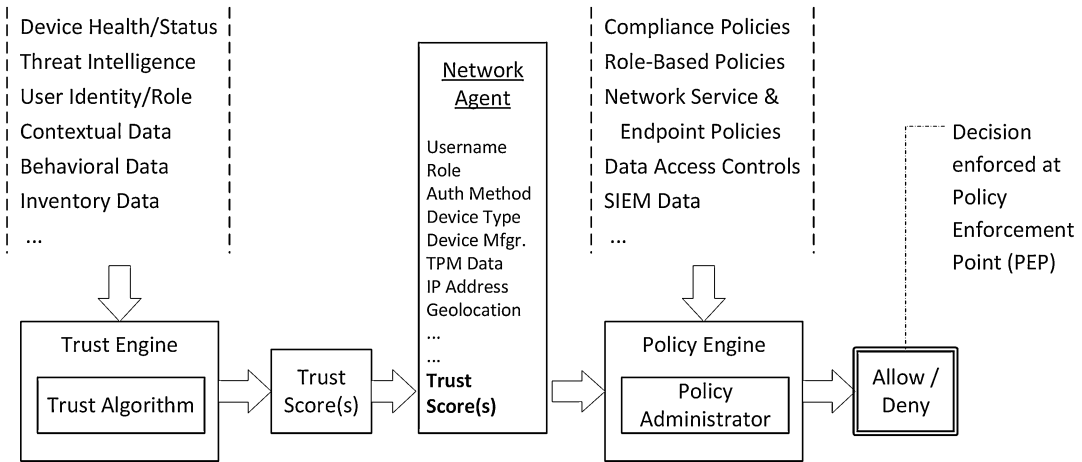 Device Health/Status
Threat Intelligence
User Identity/Role
Contextual Data
Behavioral Data
Inventory Data
...
Trust Engine
Trust Algorithm
Trust
Score(s)
Network
Agent
Username
Role
Auth Method
Device Type
Device Mfgr.
TPM Data
IP Address
Geolocation
...
...
Trust
Score(s)
Compliance Policies
Role-Based Policies
Network Service &
Endpoint Policies
Data Access Controls
SIEM Data
...
Policy Engine
Policy
Administrator
Allow /
Deny
Decision
enforced at
Policy
Enforcement
Point (PEP)